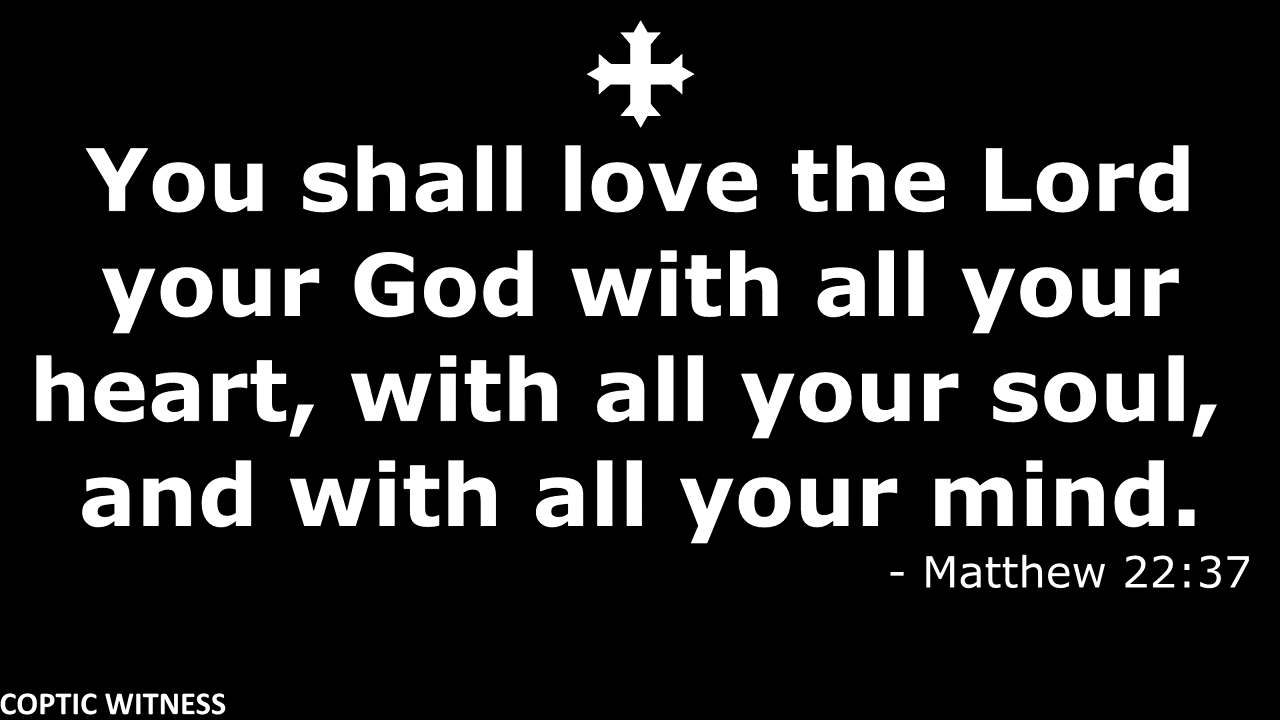 You shall love the Lord
your God with all your
heart, with all your soul,
and with all your mind.
- Matthew 22:37
COPTIC WITNESS